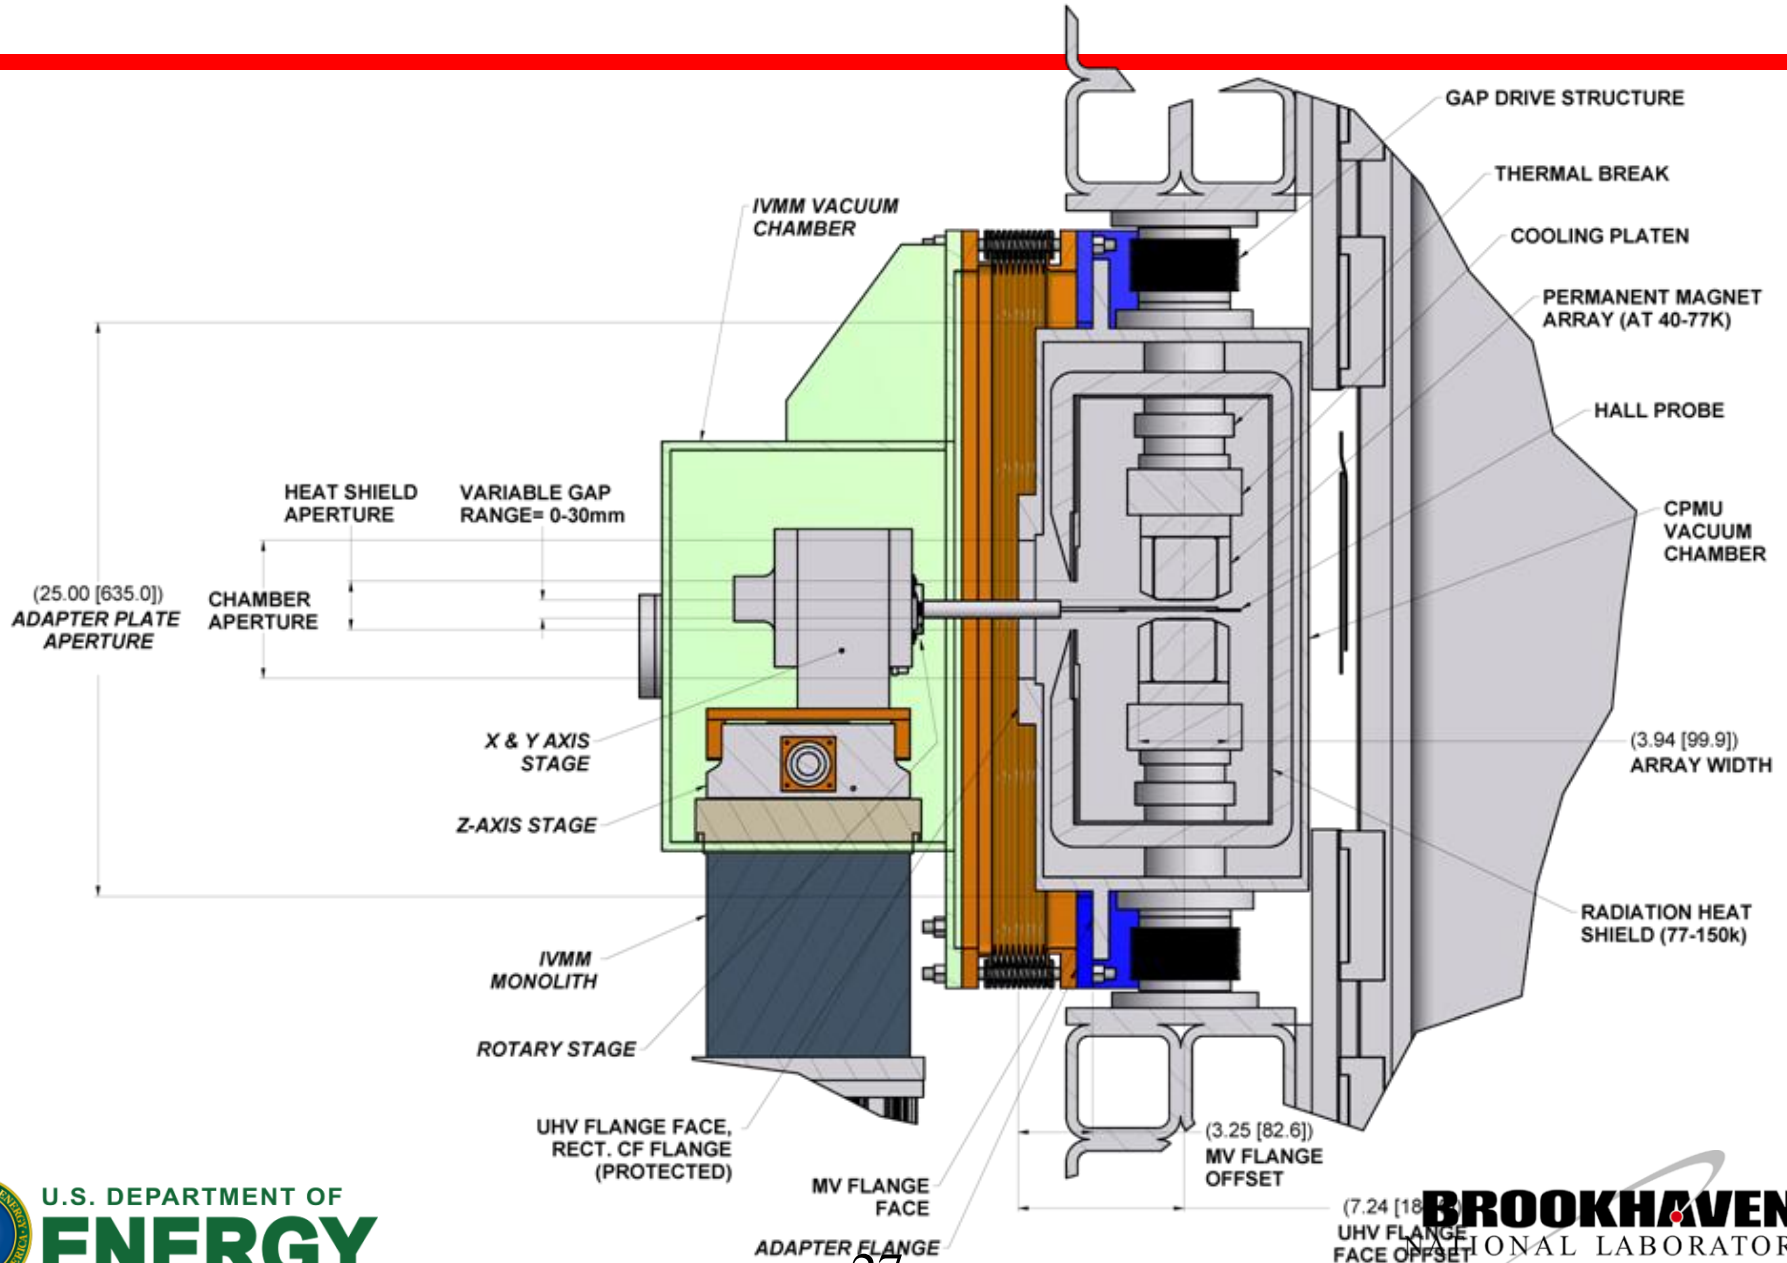 GAP DRIVE STRUCTURE
THERMAL BREAK
IVMM VACUUM
CHAMBER
COOLING PLATEN
PERMANENT MAGNET
ARRAY (AT 40-77K)
HALL PROBE
HEAT SHIELD
APERTURE
VARIABLE GAP
RANGE= 0-30mm
CPMU
VACUUM
CHAMBER
(25.00 [635.0])
ADAPTER PLATE
APERTURE
CHAMBER
APERTURE
X & Y AXIS
STAGE
(3.94 [99.9])
ARRAY WIDTH
Z-AXIS STAGE
RADIATION HEAT
SHIELD (77-150k)
IVMM
MONOLITH
ROTARY STAGE
UHV FLANGE FACE,
RECT. CF FLANGE
(PROTECTED)
(3.25 [82.6])
MV FLANGE
OFFSET
MV FLANGE
FACE
ADAPTER FLANGE
27
(7.24
UHV FLANGE
FACE OFFSET
U.S. DEPARTMENT OF
ENERGY
BROOKHAVEN
NATIONAL LABORATOR